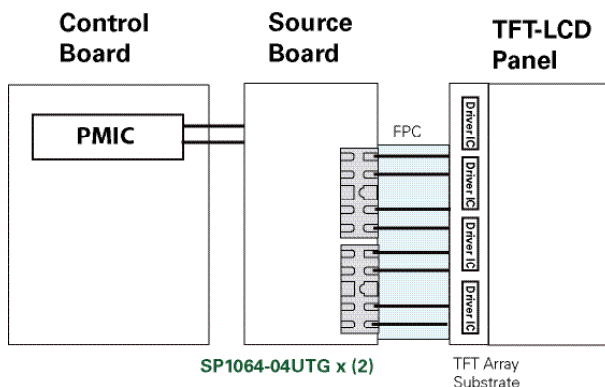 Control
Board
Source
Board
TFT-LCD
Panel
PMIC
FPC
Driver IC
Driver IC
Driver IC
Driver IC
SP1064-04UTG x (2)
TFT Array
Substrate